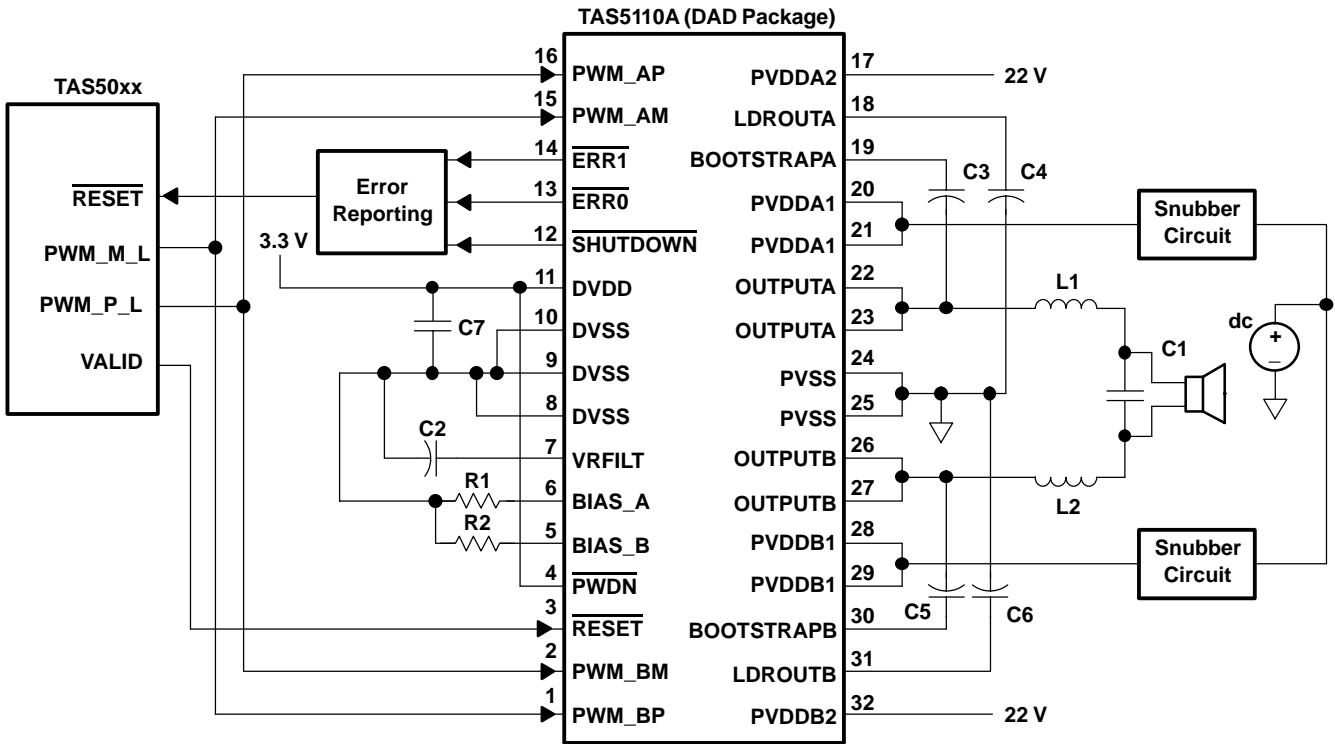 TAS5110A (DAD Package)
TAS50xx
RESET
PWM_M_L
PWM_P_L
VALID
Error
Reporting
3.3 V
C7
C2
R1
R2
16
PWM_AP
15
PWM_AM
14
ERR1
13
ERR0
12
SHUTDOWN
11
DVDD
10
DVSS
9
DVSS
8
DVSS
7
VRFILT
6
BIAS_A
5
BIAS_B
4
PWDN
3
RESET
2
PWM_BM
1
PWM_BP
PVDDA2
17
22 V
LDROUTA
18
BOOTSTRAPA
19
PVDDA1
20
PVDDA1
21
OUTPUTA
22
OUTPUTA
23
PVSS
24
PVSS
25
OUTPUTB
26
OUTPUTB
27
PVDDB1
28
PVDDB1
29
BOOTSTRAPB
30
LDROUTB
31
PVDDB2
32
22 V
C3
C4
Snubber
Circuit
L1
C1
dc
+
–
L2
C5
C6
Snubber
Circuit